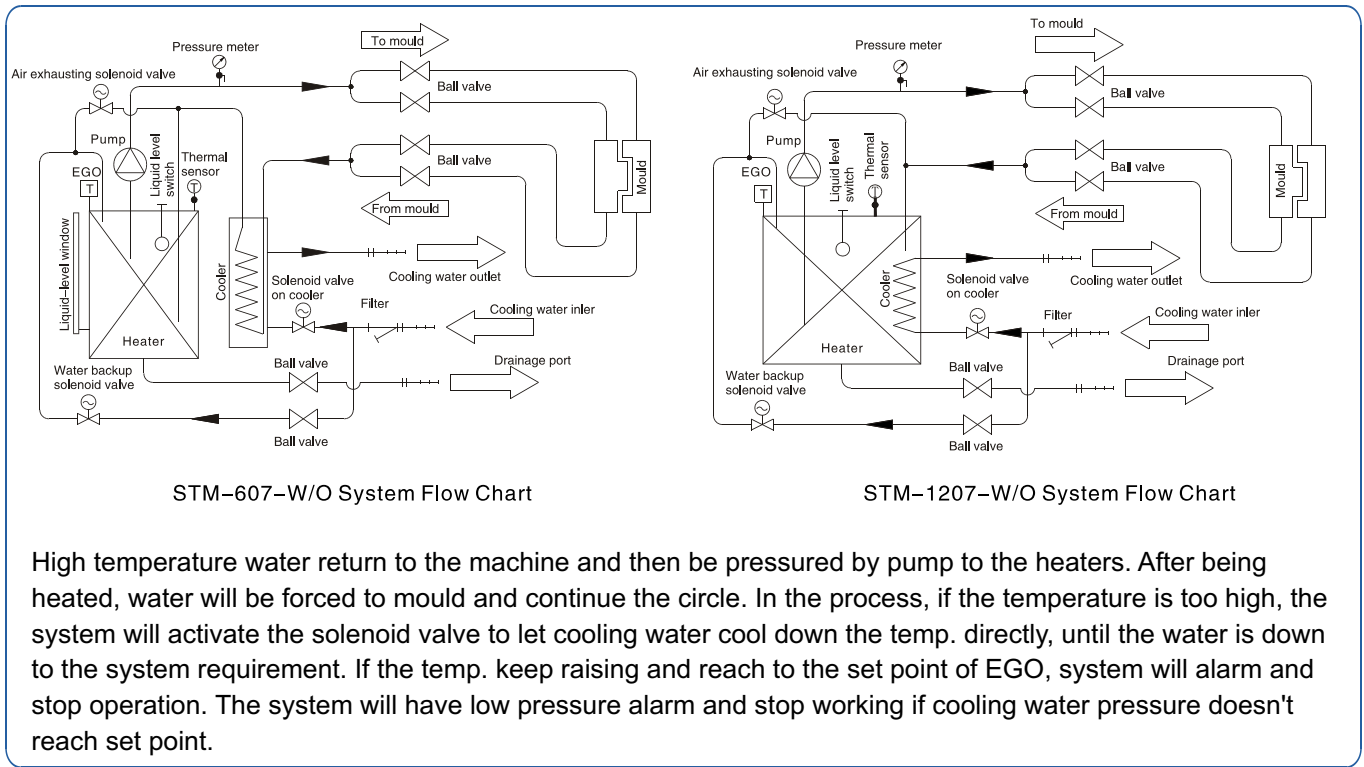 To mould
Pressure meter
Air exhausting solenoid valve
Ball valve
Pump
Liquid level
switch
Thermal
sensor
EGO
T
T
Ball valve
Mould
From mould
Liquid-level window
Cooler
Cooling water outlet
Solenoid valve
on cooler
Filter
Cooling water inler
Heater
Drainage port
Water backup
solenoid valve
Ball valve
Ball valve
STM-607-W/O System Flow Chart
To mould
Pressure meter
Air exhausting solenoid valve
Ball valve
Pump
Liquid level
switch
Thermal
sensor
EGO
T
T
Ball valve
Mould
From mould
Cooler
Solenoid valve
on cooler
Cooling water outlet
Filter
Cooling water inler
Heater
Drainage port
Water backup
solenoid valve
Ball valve
Ball valve
STM-1207-W/O System Flow Chart
High temperature water return to the machine and then be pressured by pump to the heaters. After being
heated, water will be forced to mould and continue the circle. In the process, if the temperature is too high, the
system will activate the solenoid valve to let cooling water cool down the temp. directly, until the water is down
to the system requirement. If the temp. keep raising and reach to the set point of EGO, system will alarm and
stop operation. The system will have low pressure alarm and stop working if cooling water pressure doesn't
reach set point.